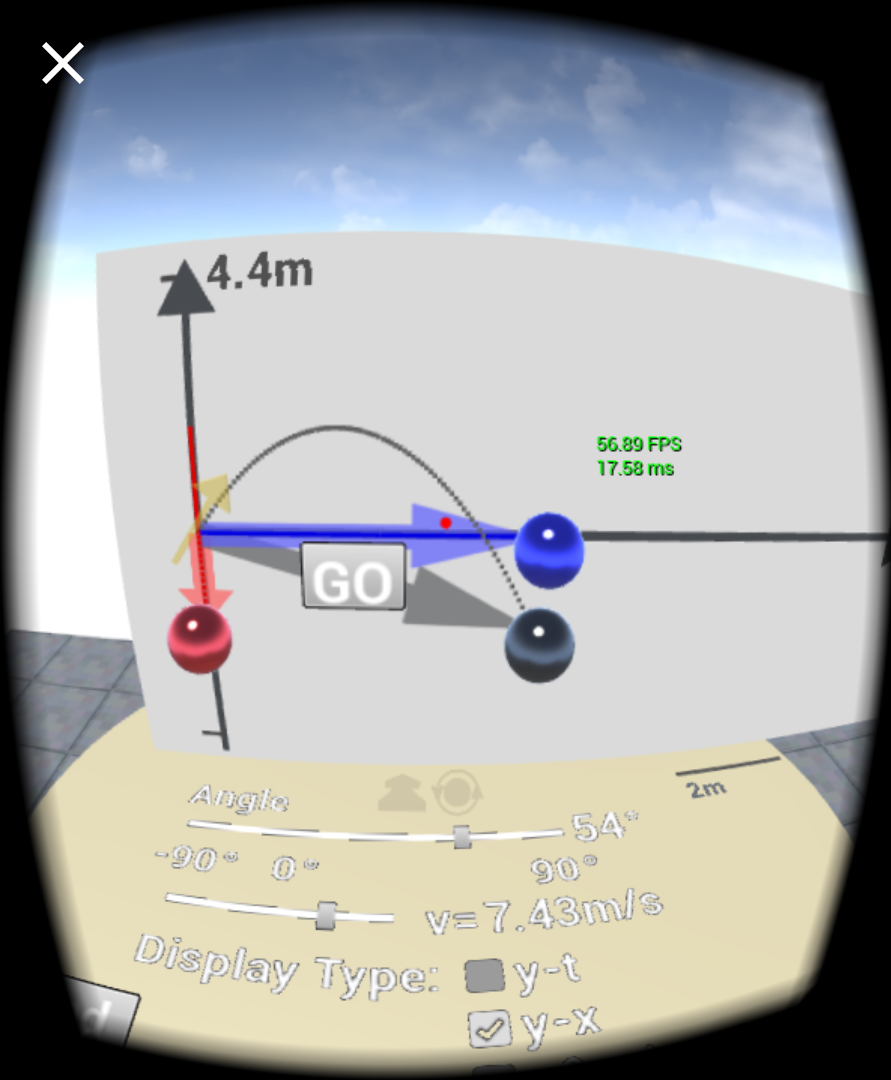 4.4m
56.89 FPS
17.58 ms
GO
2m
Angle
54°
-90° 0° 90°
v=7.43m/s
Display Type: y-t
y-x
d